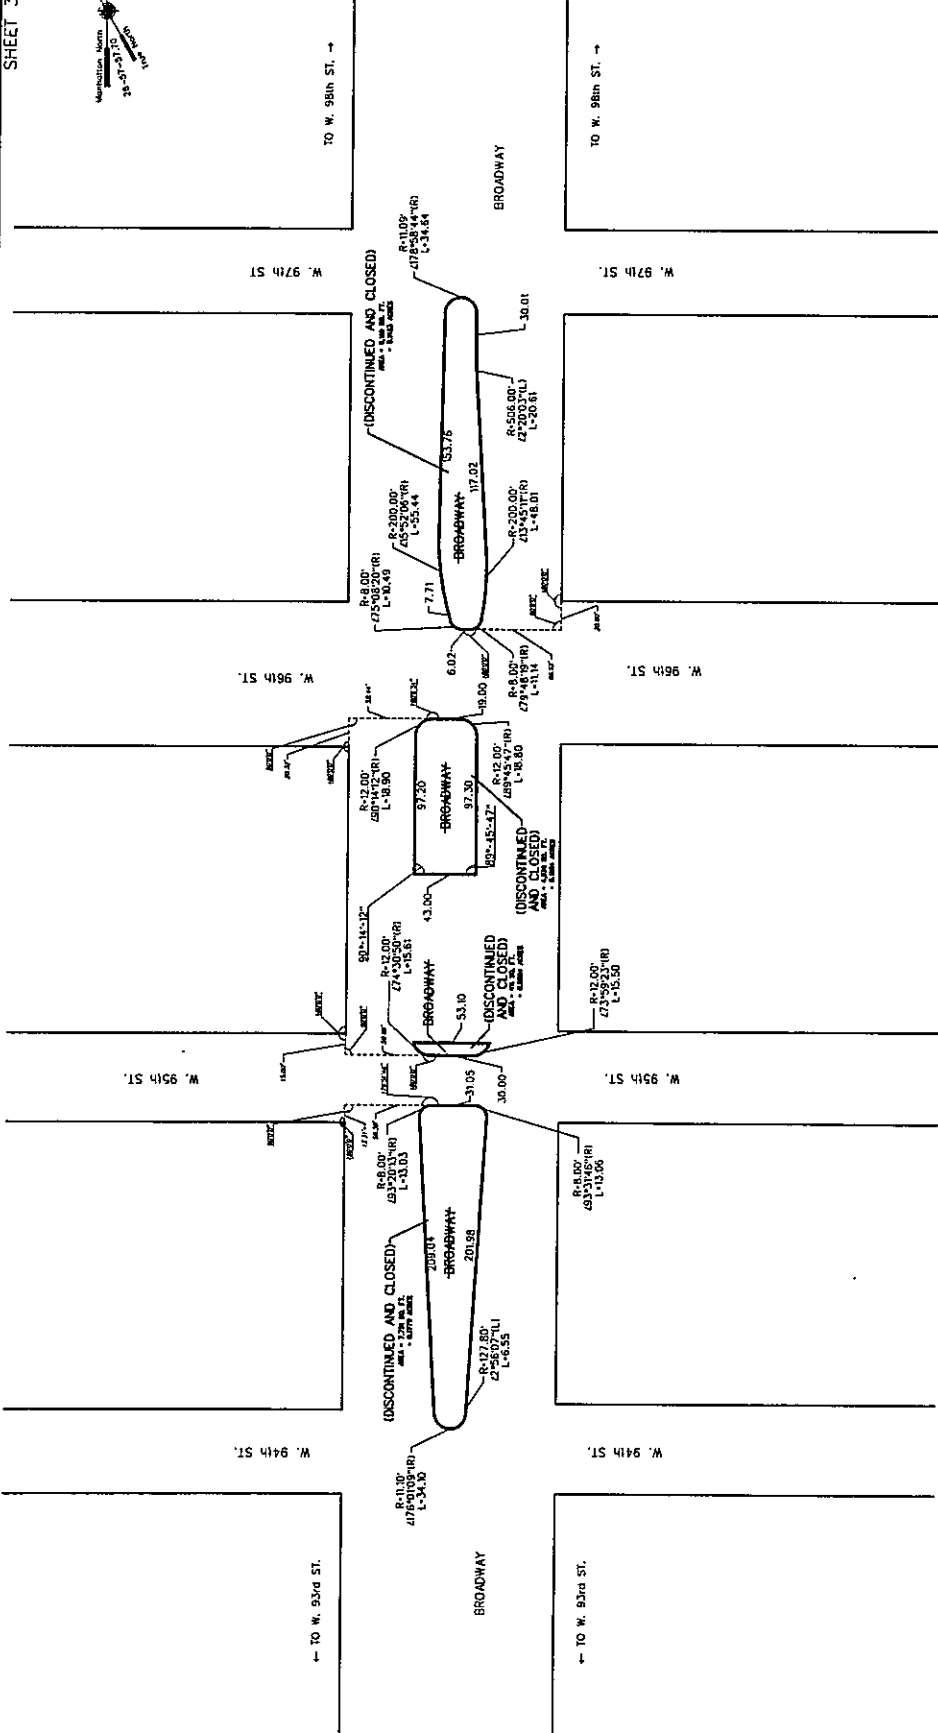 SHEET 3
Manhattan North
True North
TO W. 98th ST. →
TO W. 98th ST. →
BROADWAY
W. 97th ST.
W. 97th ST.
(DISCONTINUED AND CLOSED)
R=11.09'
∠178°58'44"(R)
L=34.64
30.01
R=506.00'
∠2°20'03"(L)
L=20.61
153.76
BROADWAY
117.02
R=200.00'
∠15°52'06"(R)
L=55.44
R=200.00'
∠13°45'17"(R)
L=48.01
R=8.00'
∠75°08'20"(R)
L=10.49
7.71
6.02
R=8.00'
∠79°48'19"(R)
L=11.14
W. 96th ST.
W. 96th ST.
19.00
R=12.00'
∠90°14'12"(R)
L=18.90
R=12.00'
∠89°45'47"(R)
L=18.80
97.20
BROADWAY
97.30
89°-45'-47"
90°-14'-12"
43.00
(DISCONTINUED
AND CLOSED)
R=12.00'
∠74°30'50"(R)
L=15.61
BROADWAY
53.10
(DISCONTINUED
AND CLOSED)
R=12.00'
∠73°59'23"(R)
L=15.50
30.00
W. 95th ST.
W. 95th ST.
31.05
R=8.00'
∠93°20'13"(R)
L=13.03
R=8.00'
∠93°31'46"(R)
L=13.06
(DISCONTINUED AND CLOSED)
209.04
BROADWAY
201.98
R=127.80'
∠2°56'07"(L)
L=6.55
R=11.10'
∠176°01'09"(R)
L=34.10
W. 94th ST.
W. 94th ST.
BROADWAY
← TO W. 93rd ST.
← TO W. 93rd ST.